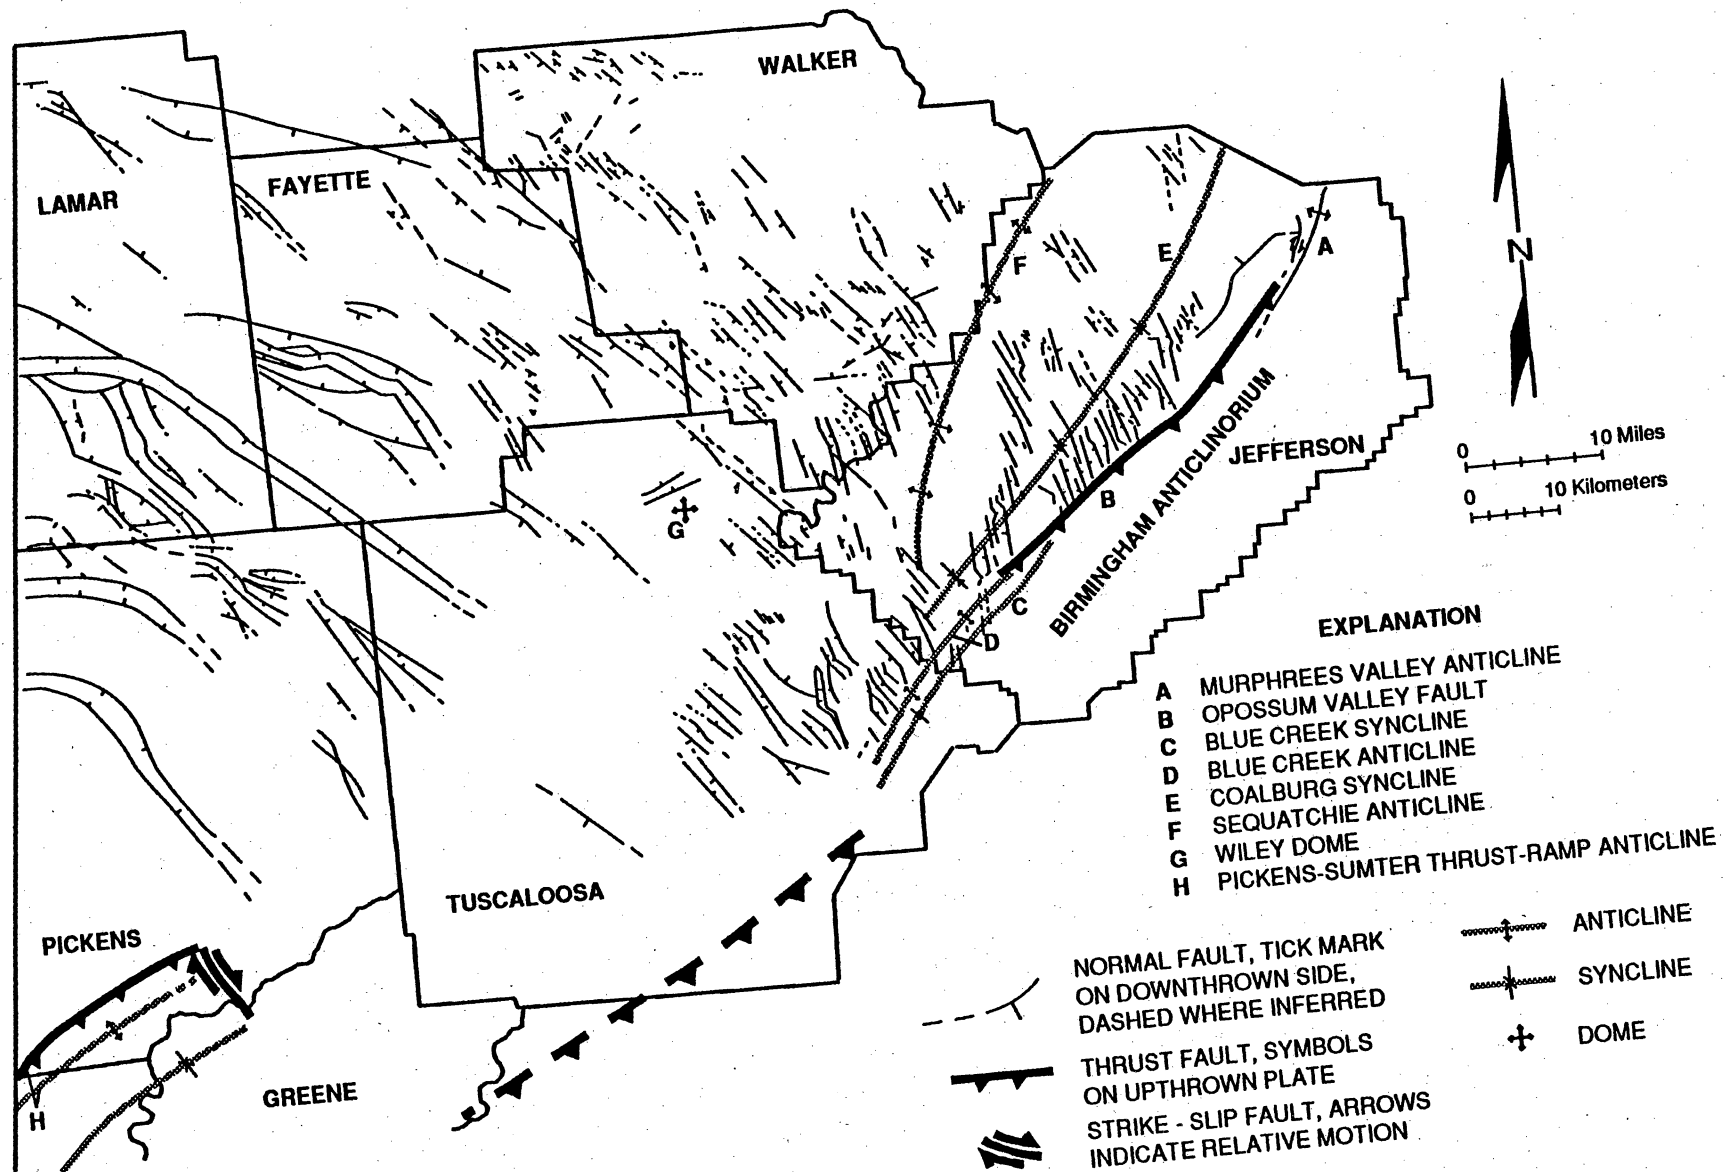 WALKER
LAMAR
FAYETTE
F
E
A
N
BIRMINGHAM ANTICLINORIUM
JEFFERSON
0 10 Miles
0 10 Kilometers
B
G
C
D
EXPLANATION
A MURPHREES VALLEY ANTICLINE
B OPOSSUM VALLEY FAULT
C BLUE CREEK SYNCLINE
D BLUE CREEK ANTICLINE
E COALBURG SYNCLINE
F SEQUATCHIE ANTICLINE
G WILEY DOME
H PICKENS-SUMTER THRUST-RAMP ANTICLINE
TUSCALOOSA
PICKENS
GREENE
H
NORMAL FAULT, TICK MARK
ON DOWNTHROWN SIDE,
DASHED WHERE INFERRED
THRUST FAULT, SYMBOLS
ON UPTHROWN PLATE
STRIKE - SLIP FAULT, ARROWS
INDICATE RELATIVE MOTION
ANTICLINE
SYNCLINE
DOME